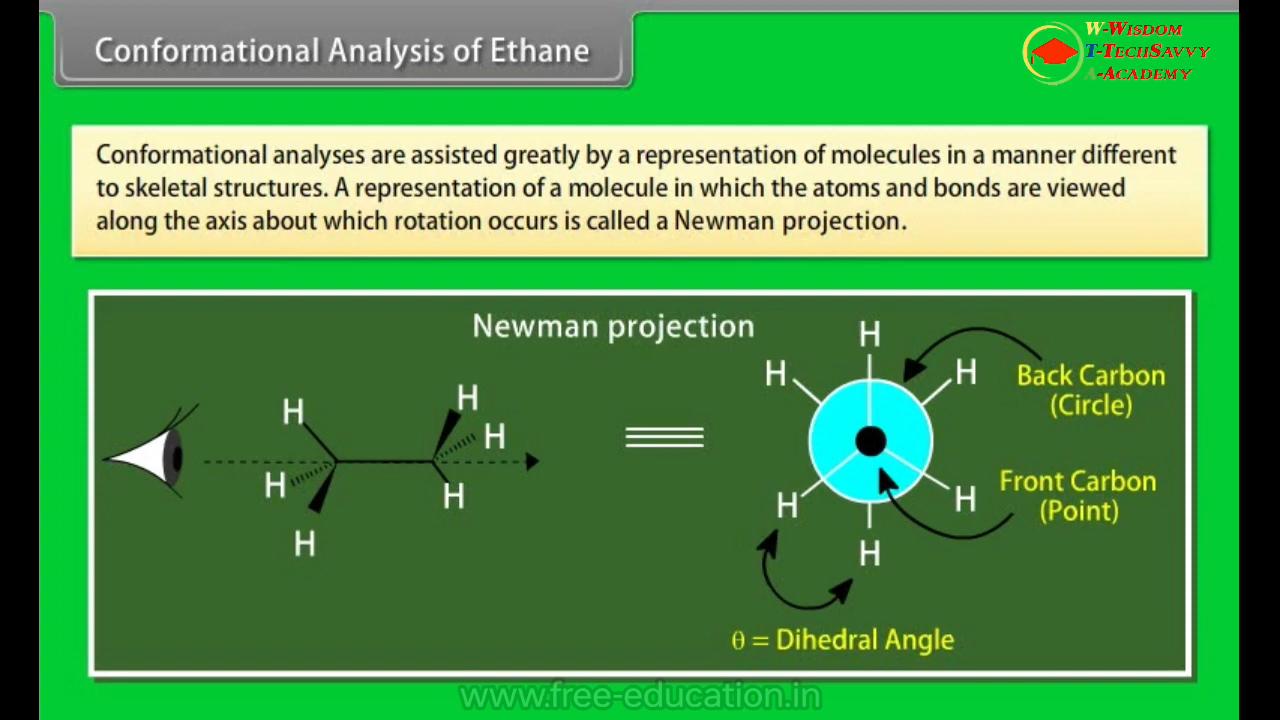 Conformational Analysis of Ethane
W-Wisdom
T-TechSavvy
A-Academy
Conformational analyses are assisted greatly by a representation of molecules in a manner different
to skeletal structures. A representation of a molecule in which the atoms and bonds are viewed
along the axis about which rotation occurs is called a Newman projection.
Newman projection
H
H
H
H
H
H
H
H
H
H
H
H
Back Carbon
(Circle)
Front Carbon
(Point)
θ = Dihedral Angle
www.free-education.in